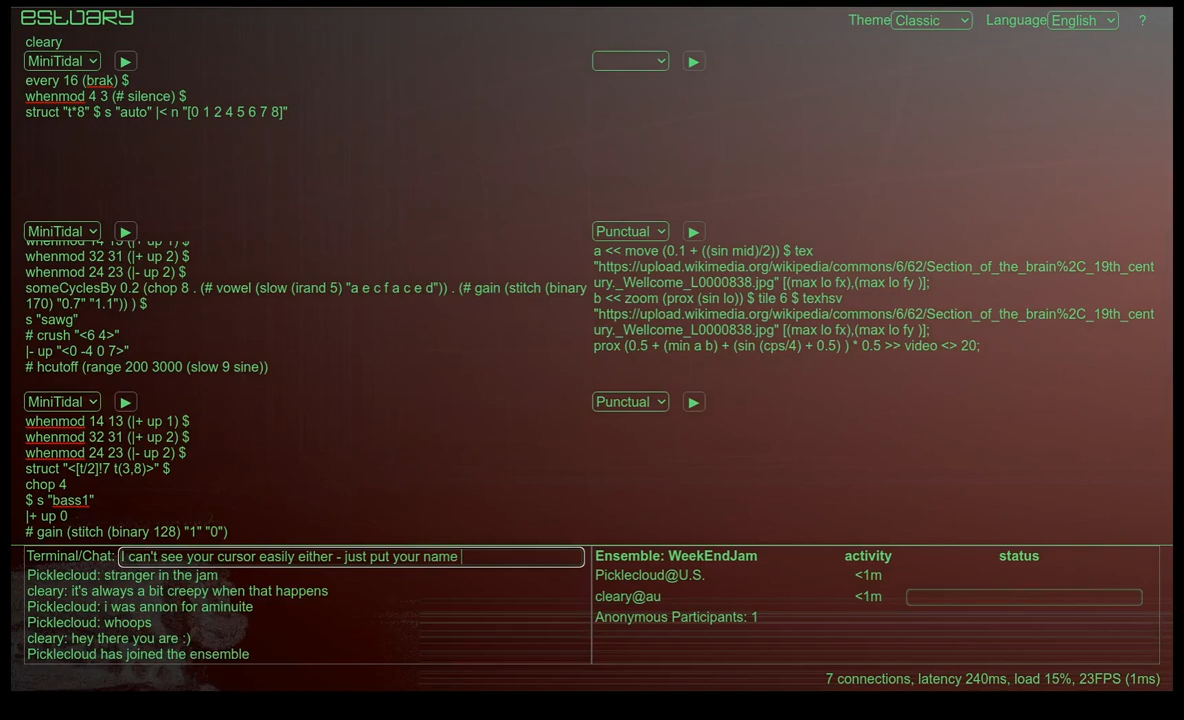 estuary
Theme Classic Language English ?
cleary
MiniTidal ▶
every 16 (brak) $
whenmod 4 3 (# silence) $
struct "t*8" $ s "auto" |< n "[0 1 2 4 5 6 7 8]"
▶
MiniTidal ▶
whenmod 14 13 (|+ up 1) $
whenmod 32 31 (|+ up 2) $
whenmod 24 23 (|- up 2) $
someCyclesBy 0.2 (chop 8 . (# vowel (slow (irand 5) "a e c f a c e d")) . (# gain (stitch (binary
170) "0.7" "1.1")) ) $
s "sawg"
# crush "<6 4>"
|- up "<0 -4 0 7>"
# hcutoff (range 200 3000 (slow 9 sine))
Punctual ▶
a << move (0.1 + ((sin mid)/2)) $ tex
"https://upload.wikimedia.org/wikipedia/commons/6/62/Section_of_the_brain%2C_19th_cent
ury._Wellcome_L0000838.jpg" [(max lo fx),(max lo fy )];
b << zoom (prox (sin lo)) $ tile 6 $ texhsv
"https://upload.wikimedia.org/wikipedia/commons/6/62/Section_of_the_brain%2C_19th_cent
ury._Wellcome_L0000838.jpg" [(max lo fx),(max lo fy )];
prox (0.5 + (min a b) + (sin (cps/4) + 0.5) ) * 0.5 >> video <> 20;
MiniTidal ▶
whenmod 14 13 (|+ up 1) $
whenmod 32 31 (|+ up 2) $
whenmod 24 23 (|- up 2) $
struct "<[t/2]!7 t(3,8)>" $
chop 4
$ s "bass1"
|+ up 0
# gain (stitch (binary 128) "1" "0")
Punctual ▶
Terminal/Chat: I can't see your cursor easily either - just put your name
Picklecloud: stranger in the jam
cleary: it's always a bit creepy when that happens
Picklecloud: i was annon for aminuite
Picklecloud: whoops
cleary: hey there you are :)
Picklecloud has joined the ensemble
Ensemble: WeekEndJam activity status
Picklecloud@U.S. <1m
cleary@au <1m
Anonymous Participants: 1
7 connections, latency 240ms, load 15%, 23FPS (1ms)